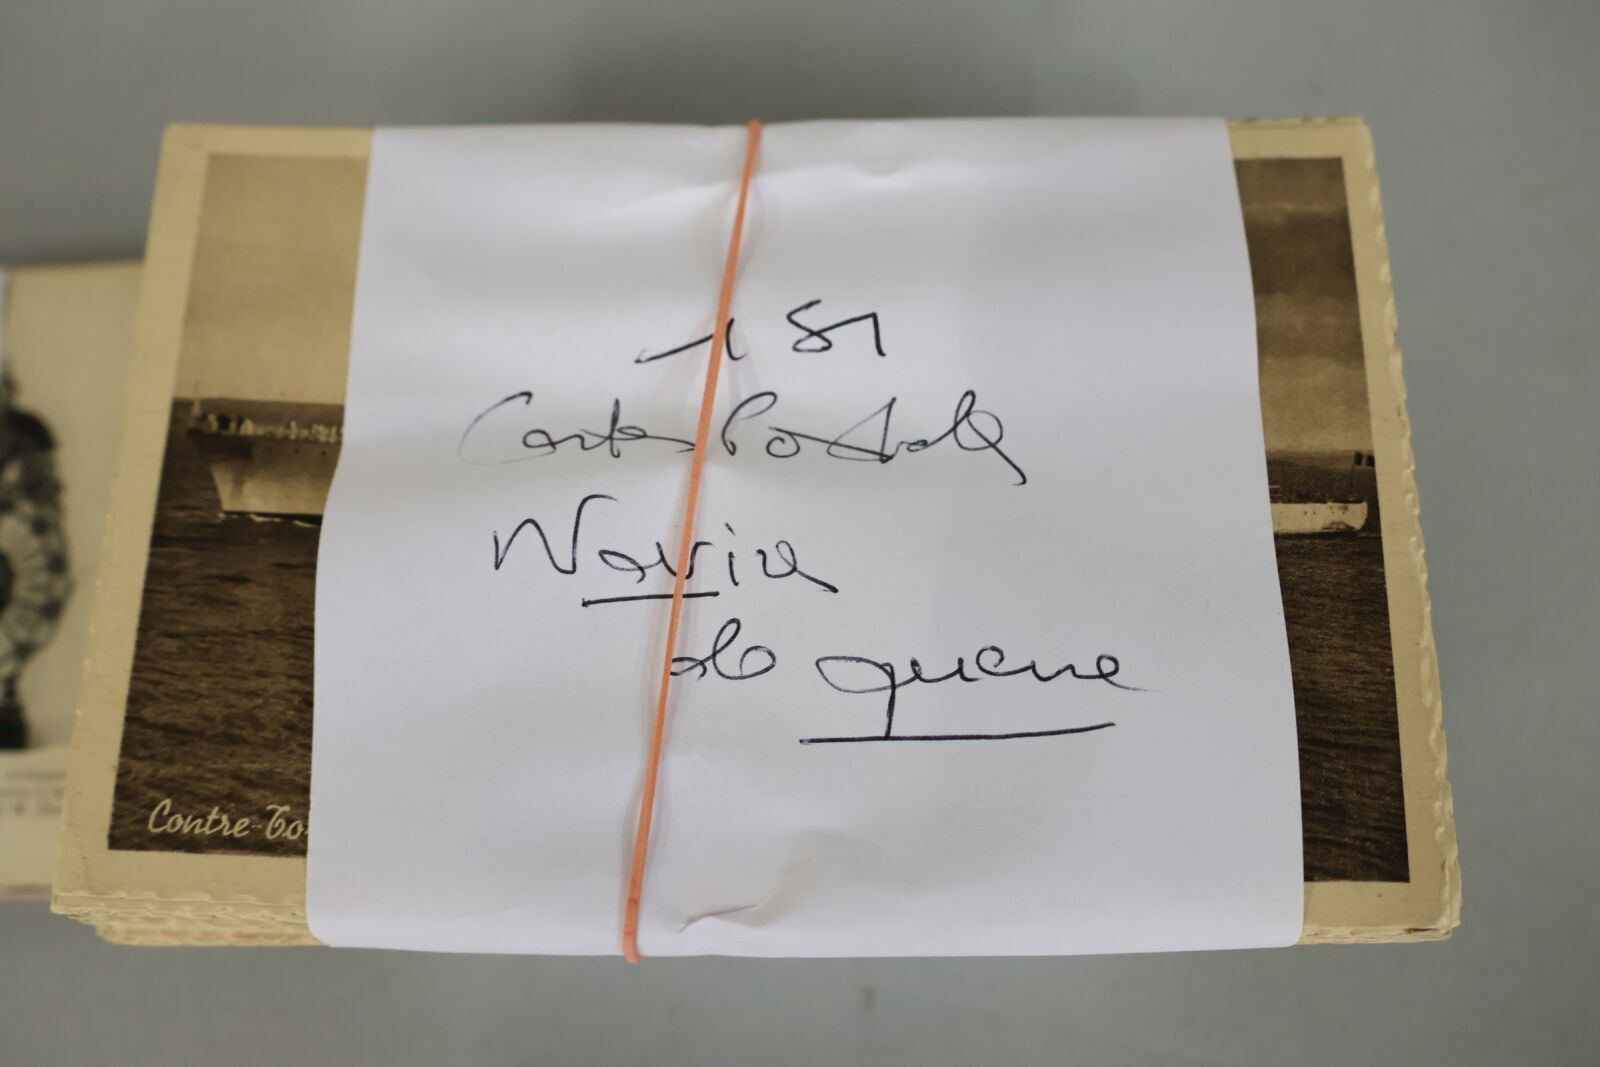 181
Cartes Postales
Navire
de guerre
Contre-To